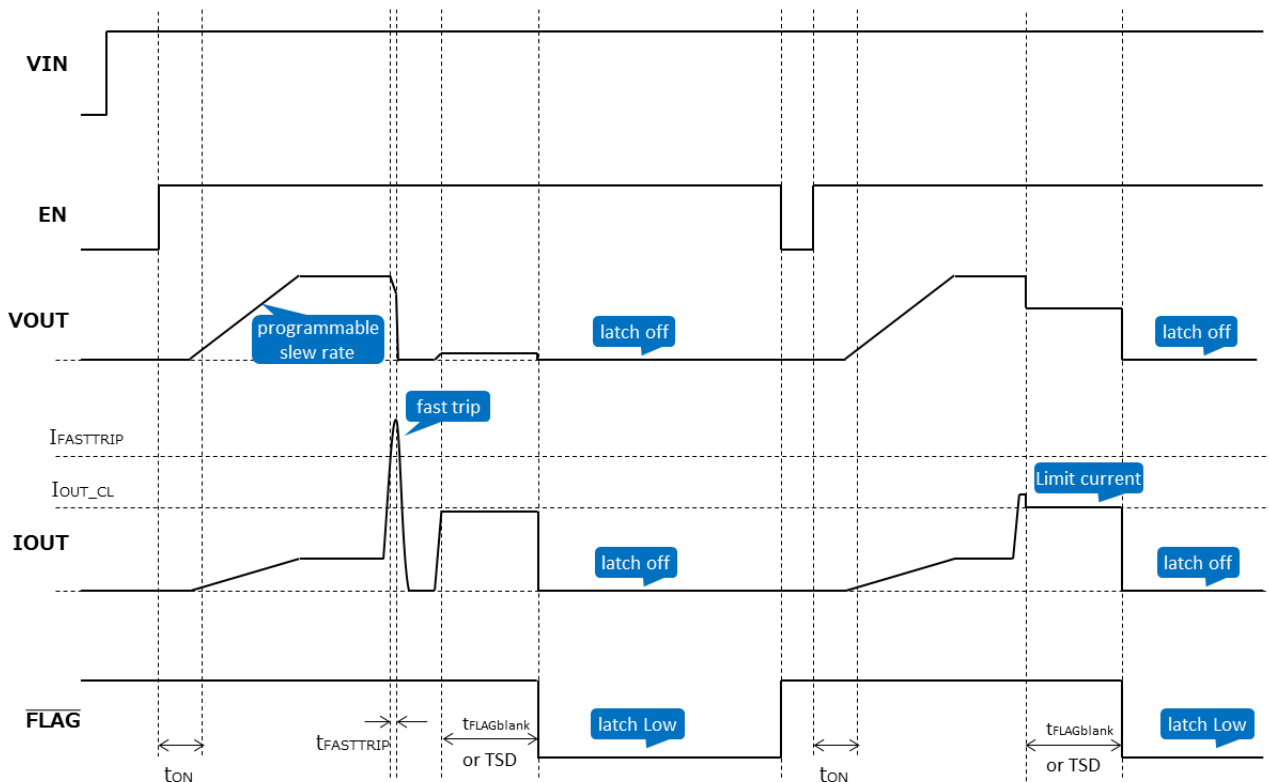 VIN
EN
VOUT
programmable
slew rate
latch off
latch off
fast trip
IFASTTRIP
IOUT_CL
Limit current
IOUT
latch off
latch off
FLAG
tFASTTRIP
tFLAGblank
or TSD
latch Low
tFLAGblank
or TSD
latch Low
tON
tON